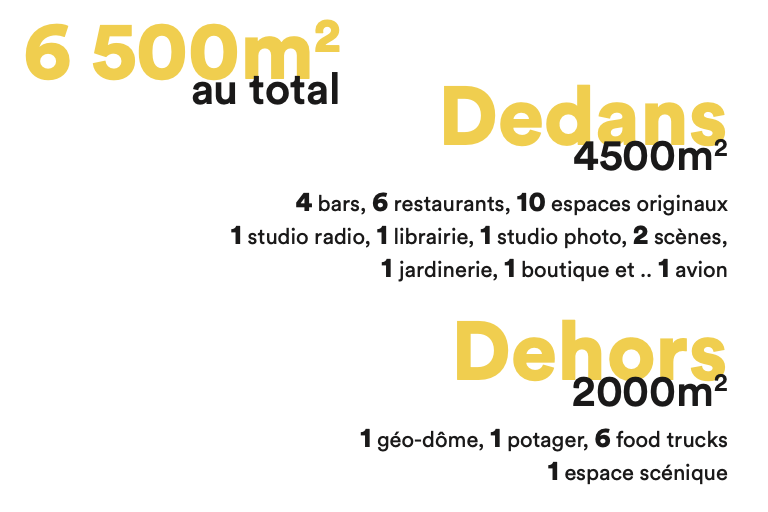 6 500m²
au total
Dedans
4500m²
4 bars, 6 restaurants, 10 espaces originaux
1 studio radio, 1 librairie, 1 studio photo, 2 scènes,
1 jardinerie, 1 boutique et .. 1 avion
Dehors
2000m²
1 géo-dôme, 1 potager, 6 food trucks
1 espace scénique